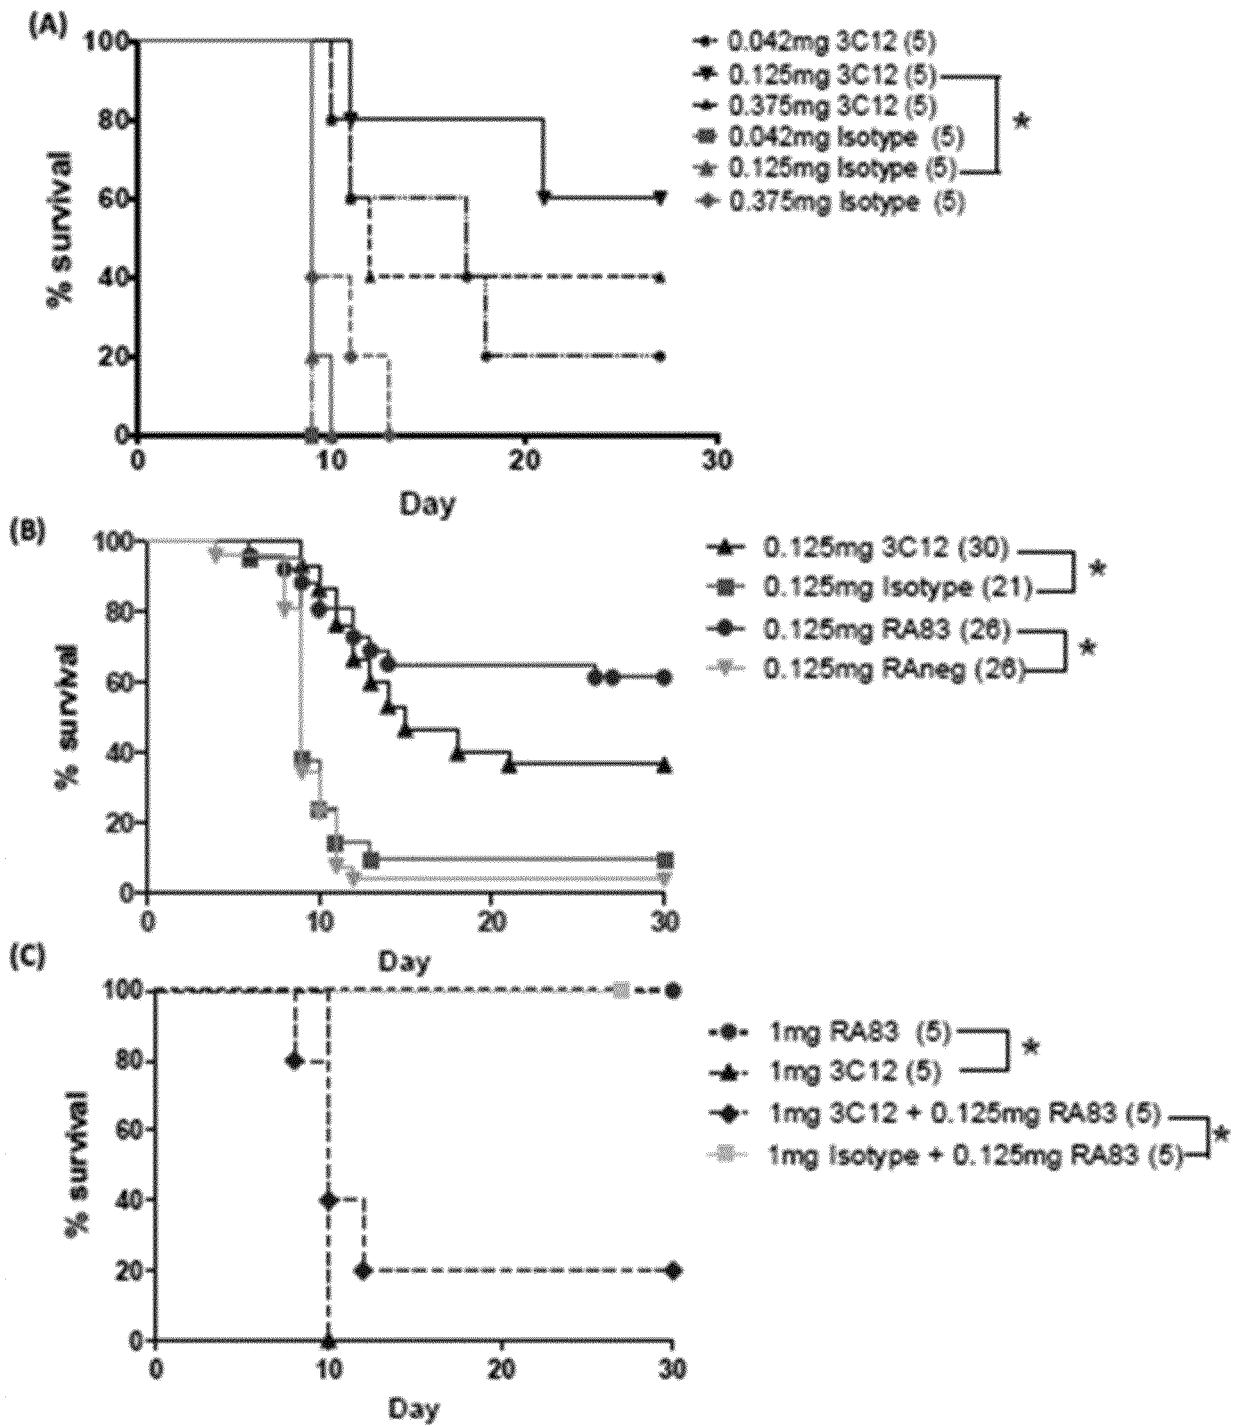 (A)
100
80
60
40
20
0
0 10 20 30
% survival
Day
0.042mg 3C12 (5)
0.125mg 3C12 (5)
0.375mg 3C12 (5)
0.042mg Isotype (5)
0.125mg Isotype (5)
0.375mg Isotype (5)
*
(B)
100
80
60
40
20
0
0 10 20 30
% survival
Day
0.125mg 3C12 (30)
0.125mg Isotype (21)
0.125mg RA83 (26)
0.125mg RAneg (26)
*
*
(C)
100
80
60
40
20
0
0 10 20 30
% survival
Day
1mg RA83 (5)
1mg 3C12 (5)
1mg 3C12 + 0.125mg RA83 (5)
1mg Isotype + 0.125mg RA83 (5)
*
*